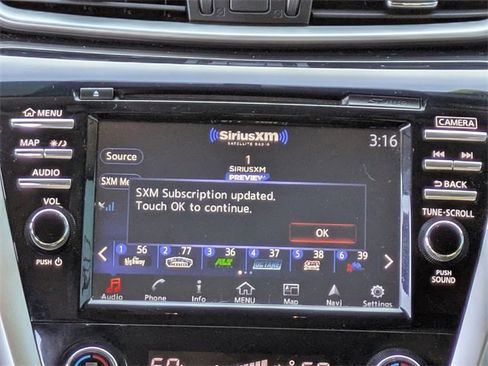 MENU
CAMERA
MAP
SiriusXM
SATELLITE RADIO
3:16
Source
1
SIRIUSXM
PREVIEW
AUDIO
BACK
SXM Me
SXM Subscription updated.
Touch OK to continue.
OK
VOL
TUNE·SCROLL
1 56 2 77 3 36 4 37 5 38 6 39
PUSH
PUSH
SOUND
Audio Phone Info MENU Map Navi Settings